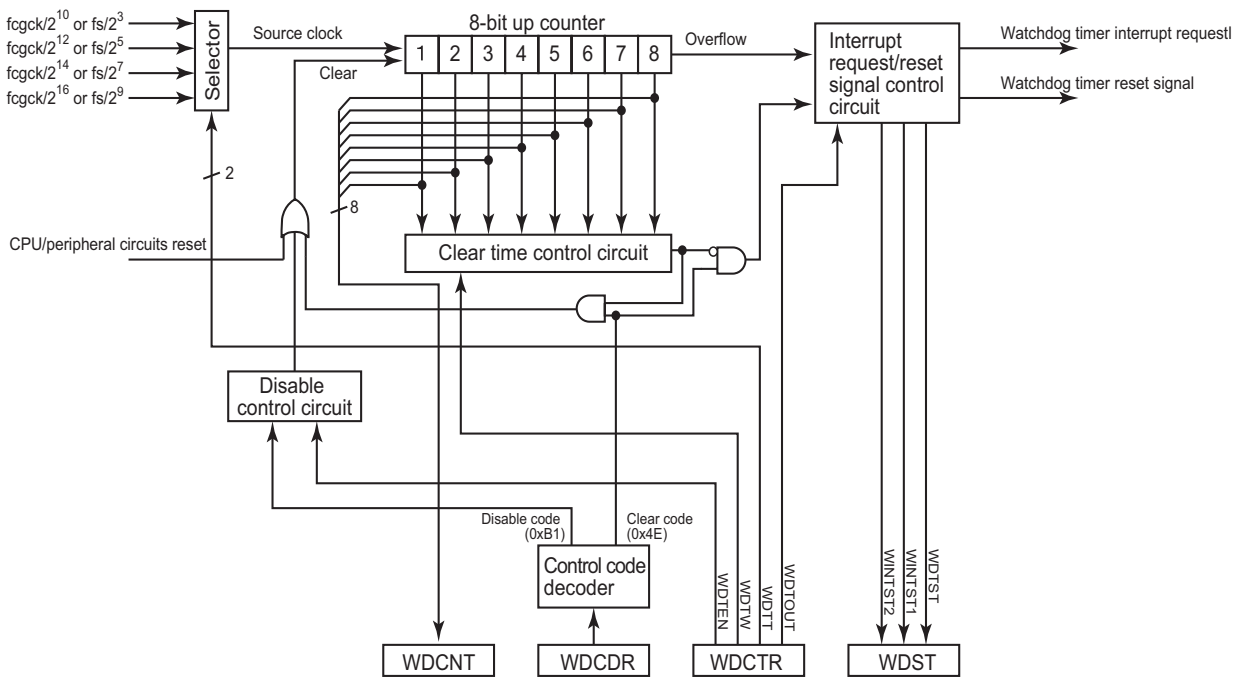 8-bit up counter
fcgck/2^10 or fs/2^3
fcgck/2^12 or fs/2^5
fcgck/2^14 or fs/2^7
fcgck/2^16 or fs/2^9
Selector
Source clock
Clear
1 2 3 4 5 6 7 8
Overflow
Interrupt
request/reset
signal control
circuit
Watchdog timer interrupt requestl
Watchdog timer reset signal
2
8
CPU/peripheral circuits reset
Clear time control circuit
Disable
control circuit
Disable code
(0xB1)
Clear code
(0x4E)
Control code
decoder
WDTEN
WDTW
WDTT
WDTOUT
WINTST2
WINTST1
WDTST
WDCNT
WDCDR
WDCTR
WDST